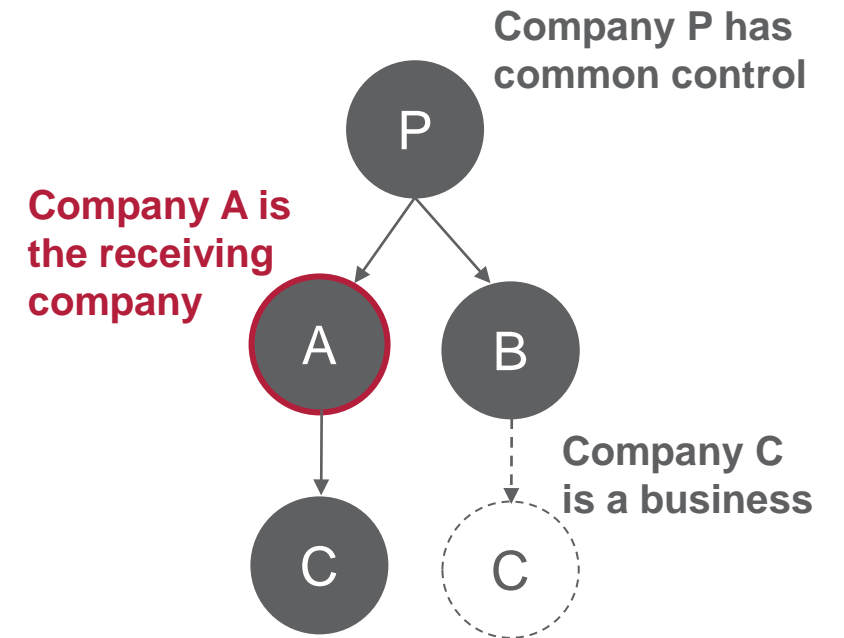 Company P has
common control
P
Company A is
the receiving
company
A
B
Company C
is a business
C
C